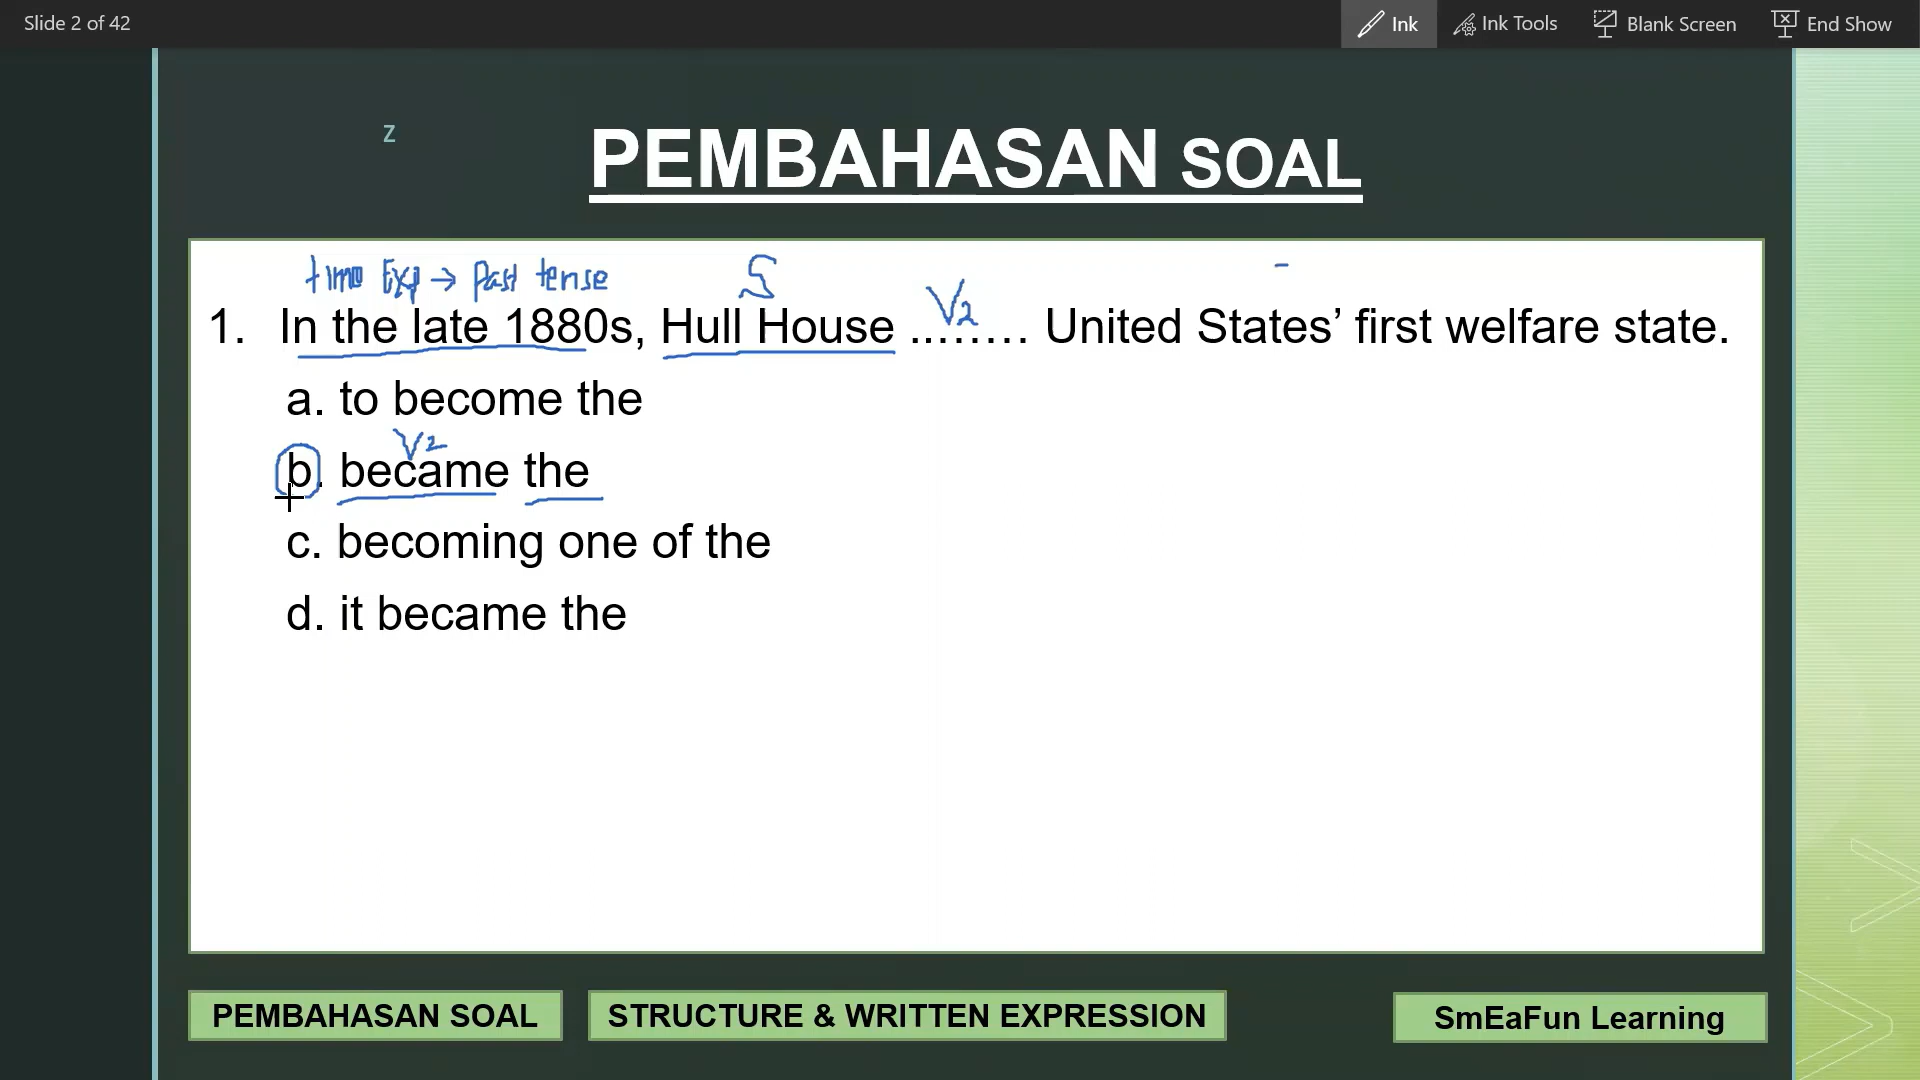 Slide 2 of 42
Ink
Ink Tools
Blank Screen
End Show
z
PEMBAHASAN SOAL
time Exp → Past tense
S
V2
1. In the late 1880s, Hull House ......... United States’ first welfare state.
a. to become the
V2
b. became the
c. becoming one of the
d. it became the
PEMBAHASAN SOAL
STRUCTURE & WRITTEN EXPRESSION
SmEaFun Learning